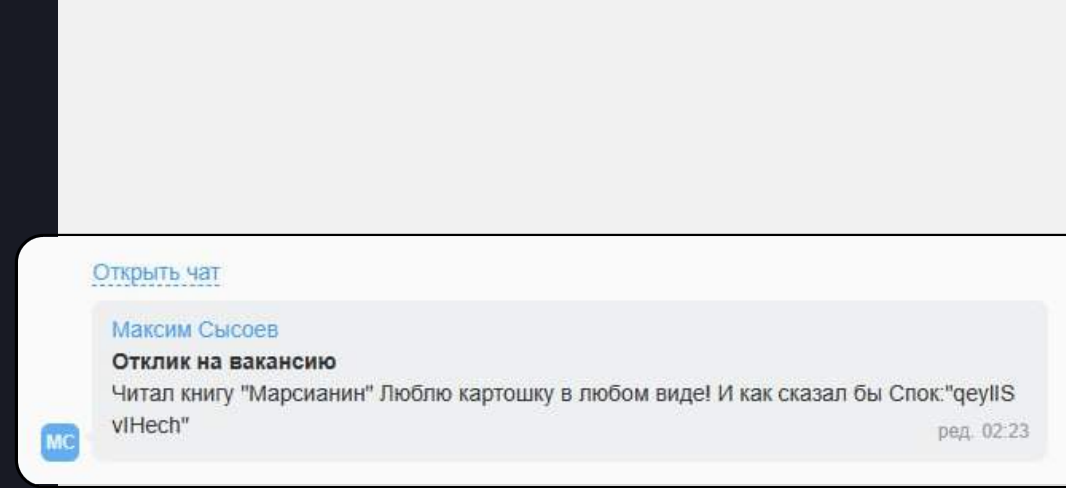 Открыть чат
Максим Сысоев
Отклик на вакансию
Читал книгу "Марсианин" Люблю картошку в любом виде! И как сказал бы Спок:"qeylIS
vIHech"
МС
ред. 02:23